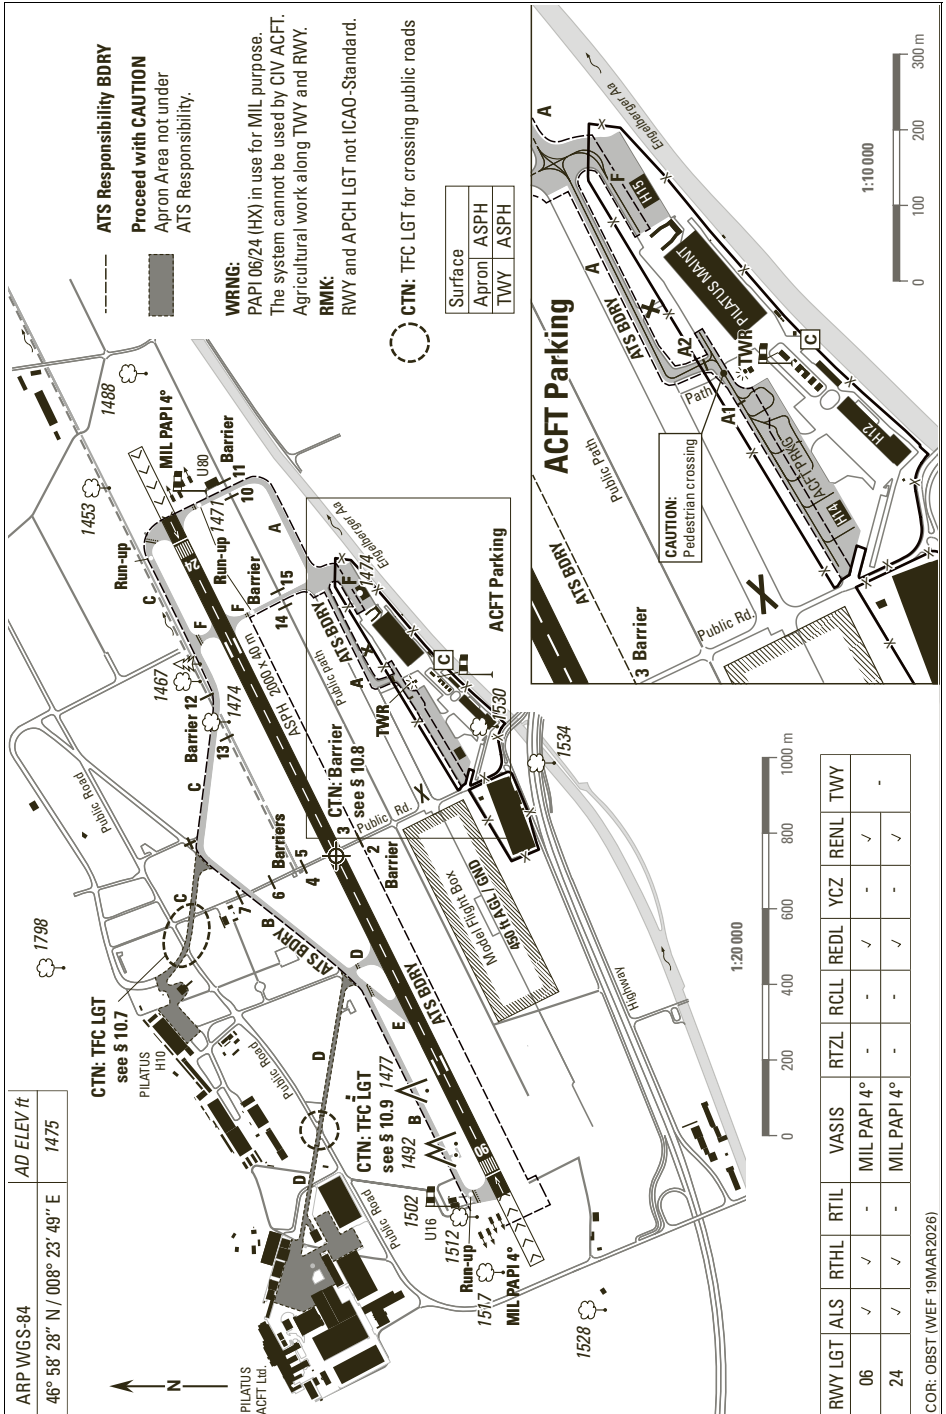 ARP WGS-84
AD ELEV ft
46° 58' 28" N / 008° 23' 49" E
1475
ATS Responsibility BDRY
Proceed with CAUTION
Apron Area not under
ATS Responsibility.
WRNG:
PAPI 06/24 (HX) in use for MIL purpose.
The system cannot be used by CIV ACFT.
Agricultural work along TWY and RWY.
RMK:
RWY and APCH LGT not ICAO-Standard.
CTN: TFC LGT for crossing public roads
Surface
Apron ASPH
TWY ASPH
N
PILATUS
ACFT Ltd.
PILATUS
H10
CTN: TFC LGT
see § 10.7
1798
Public Road
Public Road
Public Road
D
D
CTN: TFC LGT
see § 10.9
1492
1477
B
E
D
B
ATS BDRY
ATS BDRY
C
C
C
7
6
5
4
Barriers
13
Barrier 12
1467
1474
F
F
Run-up
1453
1488
MIL PAPI 4°
U80
Run-up 1471
Barrier
10
11
A
24
Barrier
14
15
ASPH 2000 x 40 m
Public path
ATS BDRY
A
F
1474
Engelberger Aa
ACFT Parking
C
TWR
1530
1534
CTN: Barrier
see § 10.8
3
2
Barrier
Public Rd.
Model Flight Box
450 ft AGL / GND
Highway
06
1502
U16
1512
Run-up
1517
MIL PAPI 4°
1528
1:20 000
0 200 400 600 800 1000 m
ACFT Parking
A
Engelberger Aa
F
H15
A
ATS BDRY
PILATUS MAINT
A2
TWR
C
Path
A1
Public Path
CAUTION:
Pedestrian crossing
ACFT PRKG
H14
H12
ATS BDRY
3 Barrier
Public Rd.
1:10 000
0 100 200 300 m
RWY LGT ALS RTHL RTIL VASIS RTZL RCLL REDL YCZ RENL TWY
06 ✓ ✓ - MIL PAPI 4° - - ✓ - ✓ -
24 ✓ ✓ - MIL PAPI 4° - - ✓ - ✓
COR: OBST (WEF 19MAR2026)